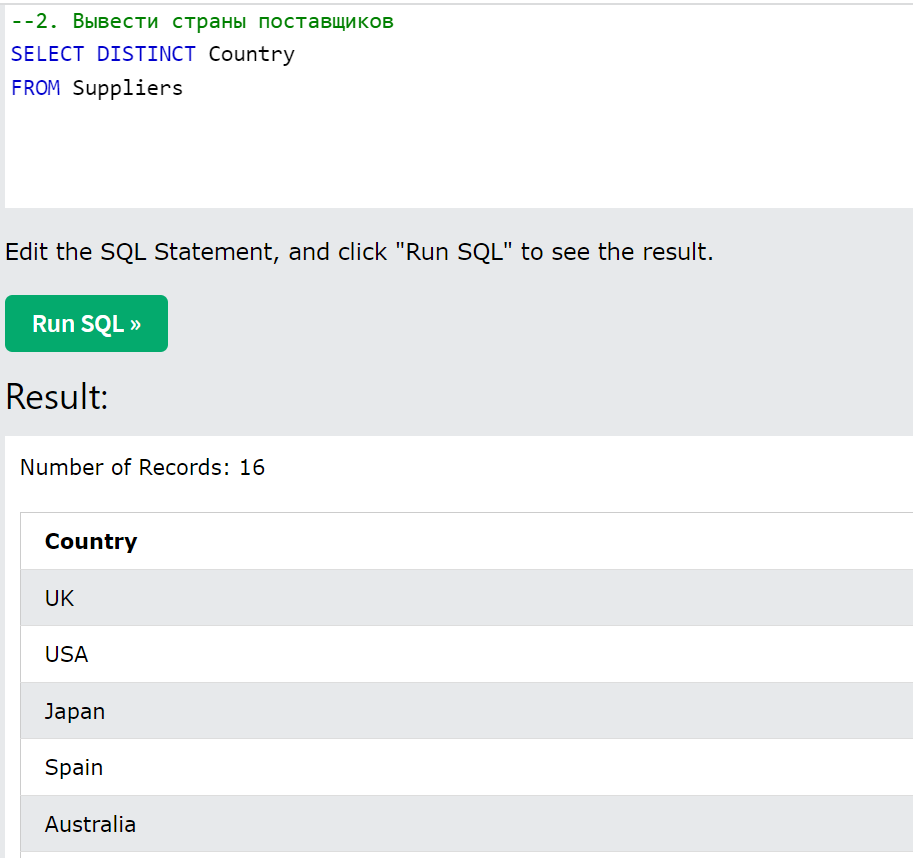 --2. Вывести страны поставщиков
SELECT DISTINCT Country
FROM Suppliers
Edit the SQL Statement, and click "Run SQL" to see the result.
Run SQL »
Result:
Number of Records: 16
Country
UK
USA
Japan
Spain
Australia